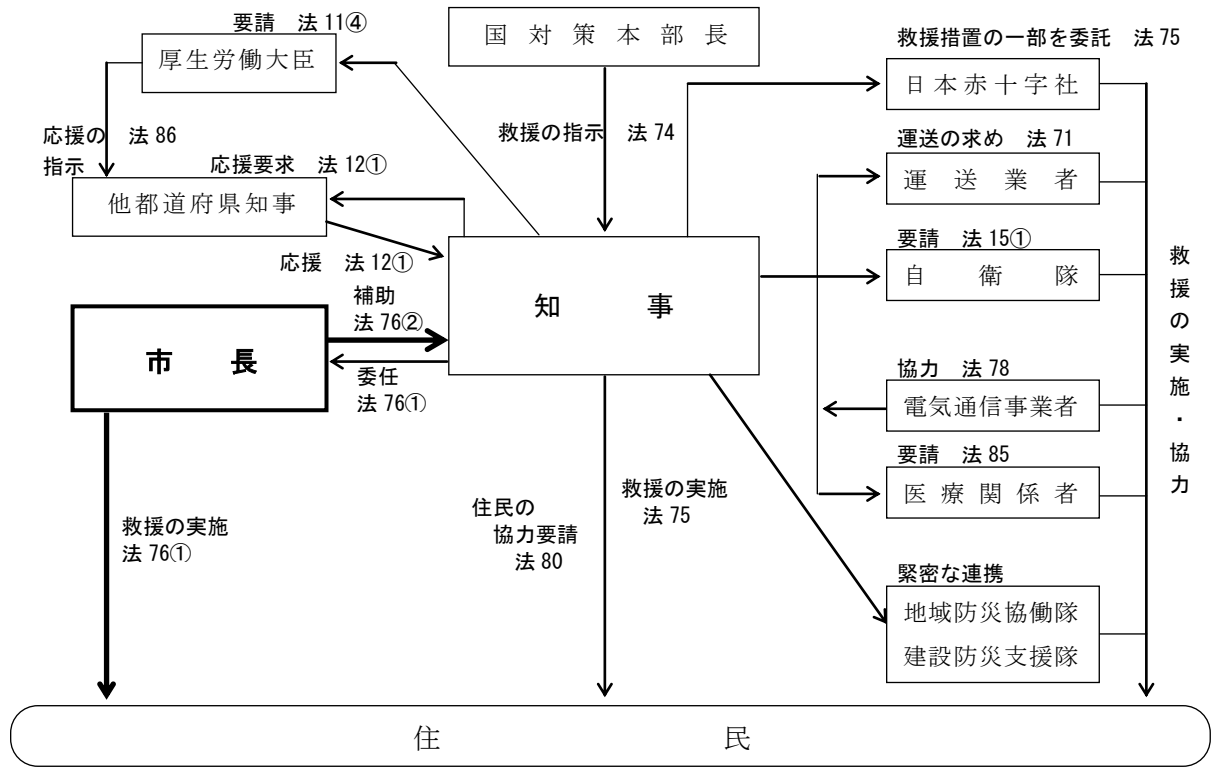 要請 法11④
厚生労働大臣
国対策本部長
救援措置の一部を委託 法75
日本赤十字社
応援の 法86
指示
応援要求 法12①
他都道府県知事
応援 法12①
救援の指示 法74
運送の求め 法71
運送業者
要請 法15①
自衛隊
知事
補助
法76②
市長
委任
法76①
協力 法78
電気通信事業者
要請 法85
医療関係者
救援の実施・協力
救援の実施
法76①
住民の
協力要請
法80
救援の実施
法75
緊密な連携
地域防災協働隊
建設防災支援隊
住民